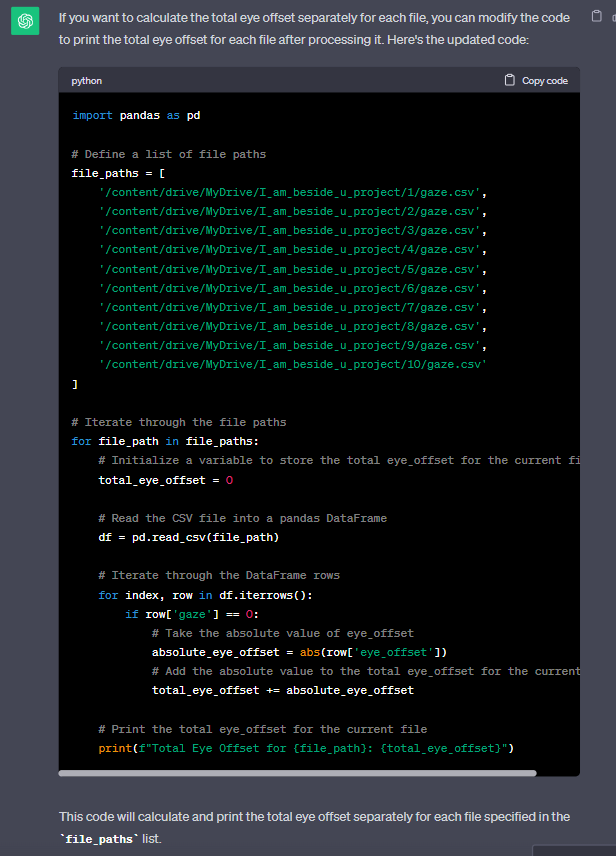 If you want to calculate the total eye offset separately for each file, you can modify the code
to print the total eye offset for each file after processing it. Here's the updated code:
python
Copy code
import pandas as pd
# Define a list of file paths
file_paths = [
    '/content/drive/MyDrive/I_am_beside_u_project/1/gaze.csv',
    '/content/drive/MyDrive/I_am_beside_u_project/2/gaze.csv',
    '/content/drive/MyDrive/I_am_beside_u_project/3/gaze.csv',
    '/content/drive/MyDrive/I_am_beside_u_project/4/gaze.csv',
    '/content/drive/MyDrive/I_am_beside_u_project/5/gaze.csv',
    '/content/drive/MyDrive/I_am_beside_u_project/6/gaze.csv',
    '/content/drive/MyDrive/I_am_beside_u_project/7/gaze.csv',
    '/content/drive/MyDrive/I_am_beside_u_project/8/gaze.csv',
    '/content/drive/MyDrive/I_am_beside_u_project/9/gaze.csv',
    '/content/drive/MyDrive/I_am_beside_u_project/10/gaze.csv'
]
# Iterate through the file paths
for file_path in file_paths:
    # Initialize a variable to store the total eye_offset for the current fi
    total_eye_offset = 0
    # Read the CSV file into a pandas DataFrame
    df = pd.read_csv(file_path)
    # Iterate through the DataFrame rows
    for index, row in df.iterrows():
        if row['gaze'] == 0:
            # Take the absolute value of eye_offset
            absolute_eye_offset = abs(row['eye_offset'])
            # Add the absolute value to the total eye_offset for the current
            total_eye_offset += absolute_eye_offset
    # Print the total eye_offset for the current file
    print(f"Total Eye Offset for {file_path}: {total_eye_offset}")
This code will calculate and print the total eye offset separately for each file specified in the
`file_paths` list.